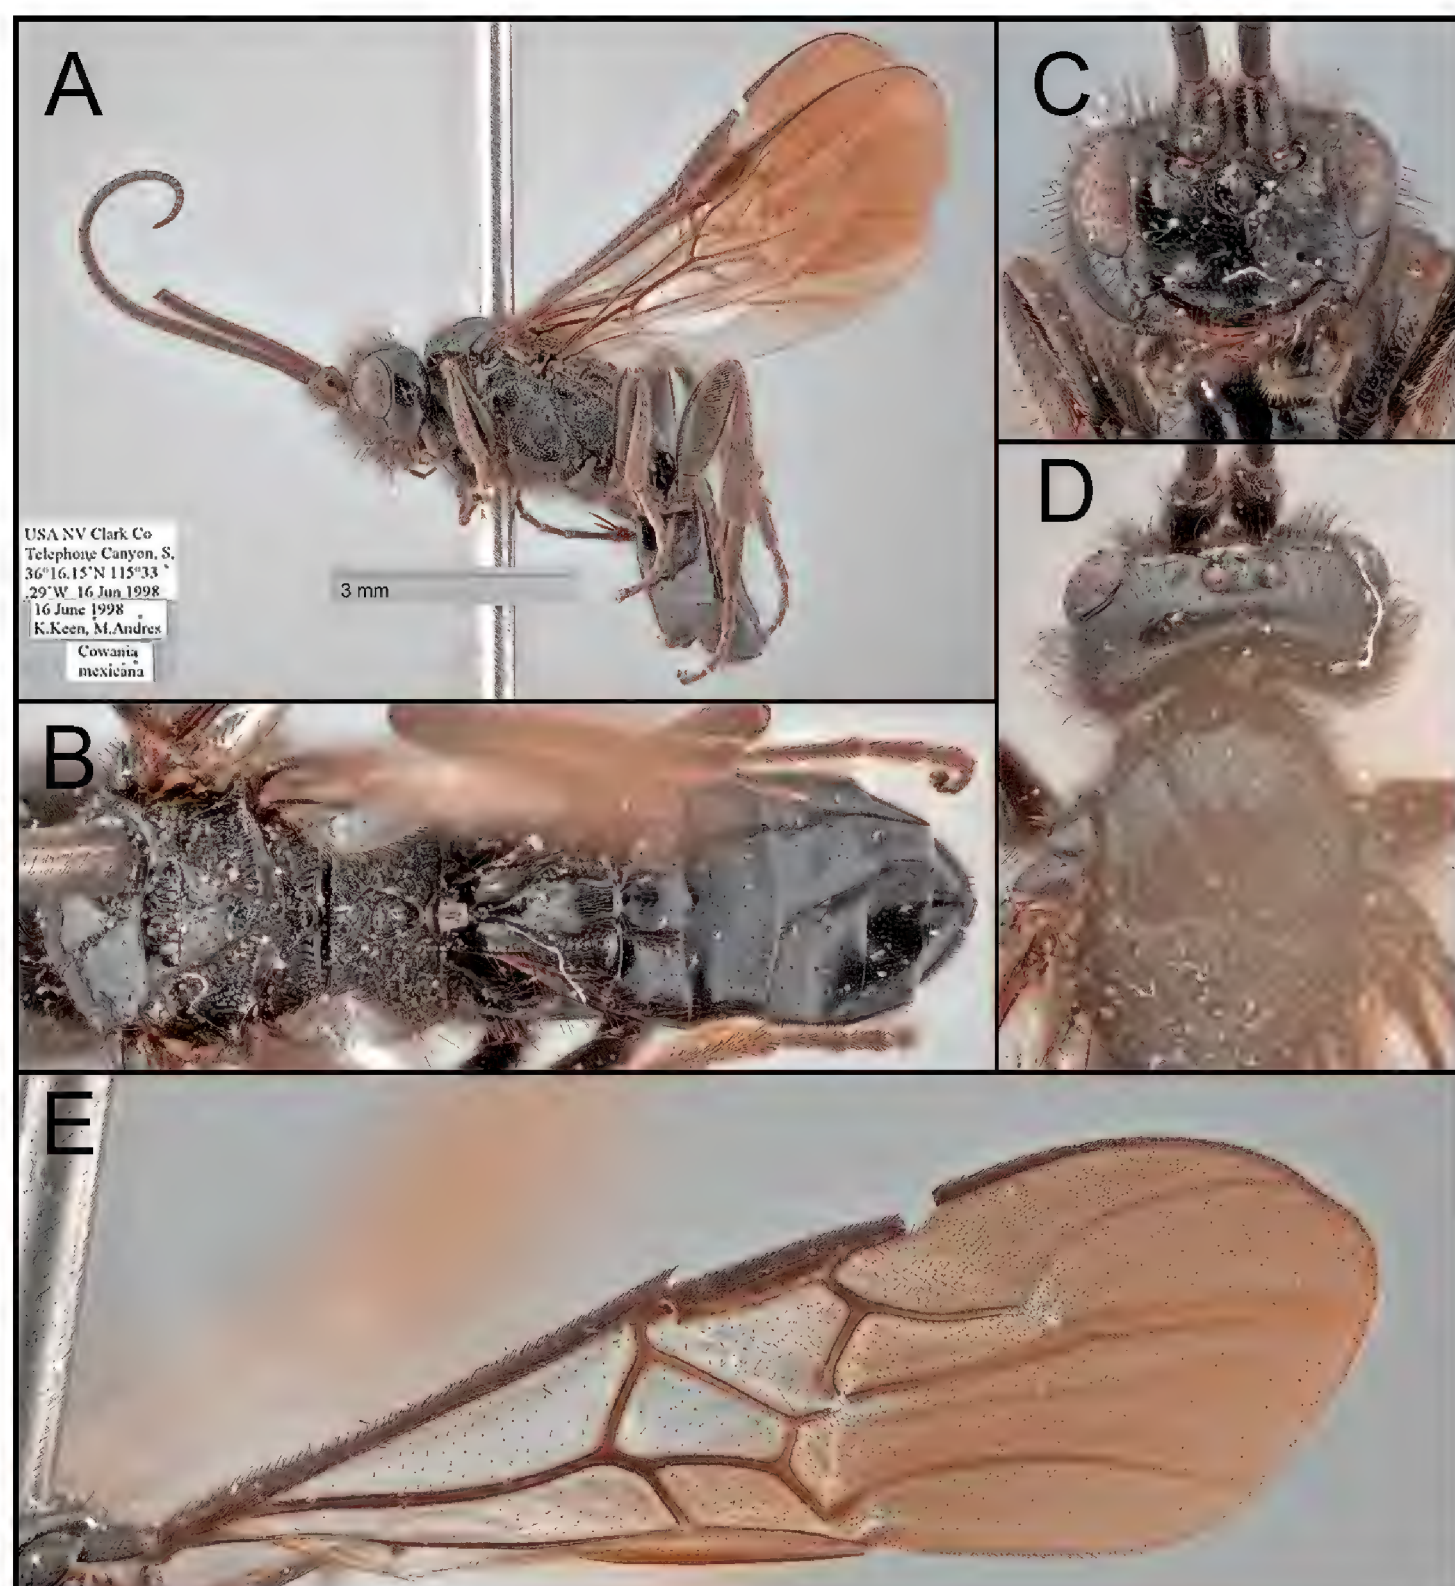 A
USA NV Clark Co
Telephone Canyon, S.
36°16.15'N 115°33
.29'W 16 Jun 1998
16 June 1998
K.Keen, M.Andres
Cowania
mexicana
3 mm
B
C
D
E